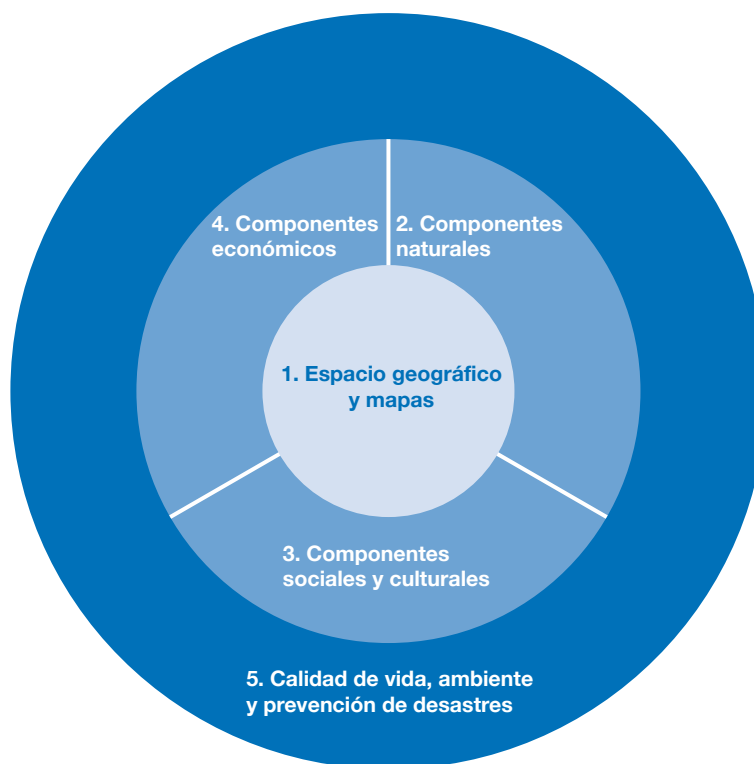 4. Componentes
económicos
2. Componentes
naturales
1. Espacio geográfico
y mapas
3. Componentes
sociales y culturales
5. Calidad de vida, ambiente
y prevención de desastres